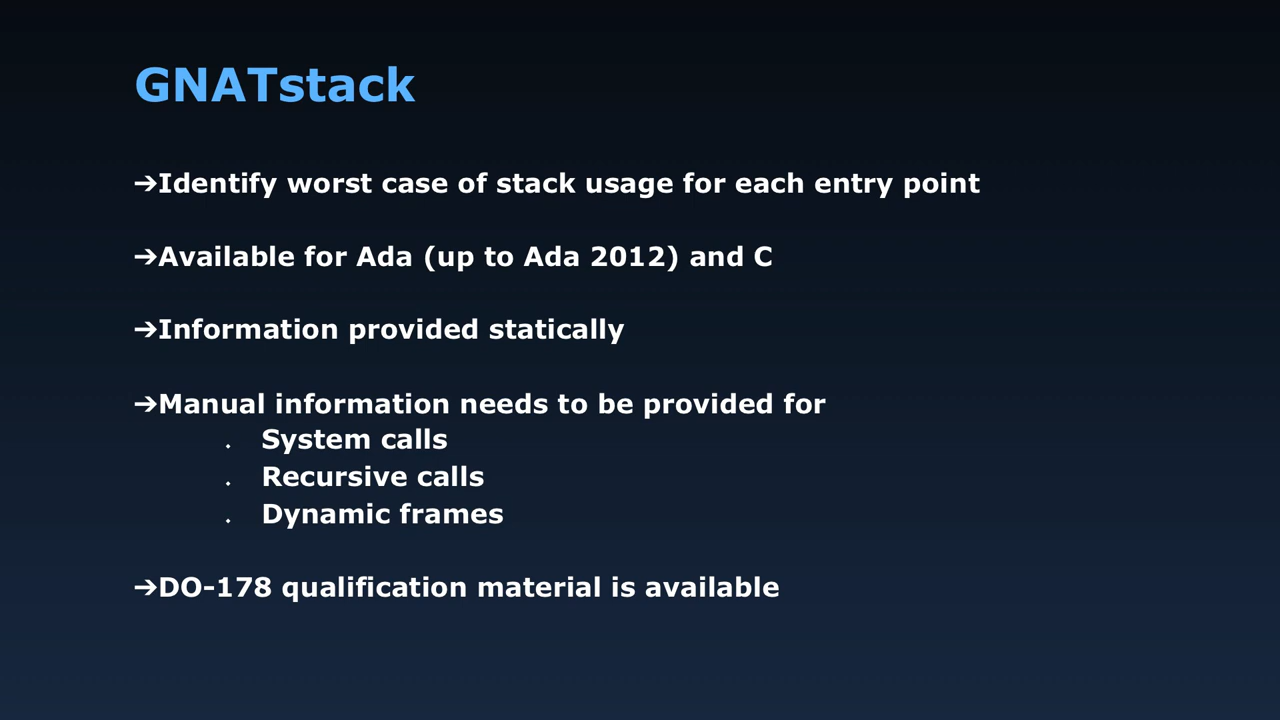 GNATstack
➔Identify worst case of stack usage for each entry point
➔Available for Ada (up to Ada 2012) and C
➔Information provided statically
➔Manual information needs to be provided for
• System calls
• Recursive calls
• Dynamic frames
➔DO-178 qualification material is available